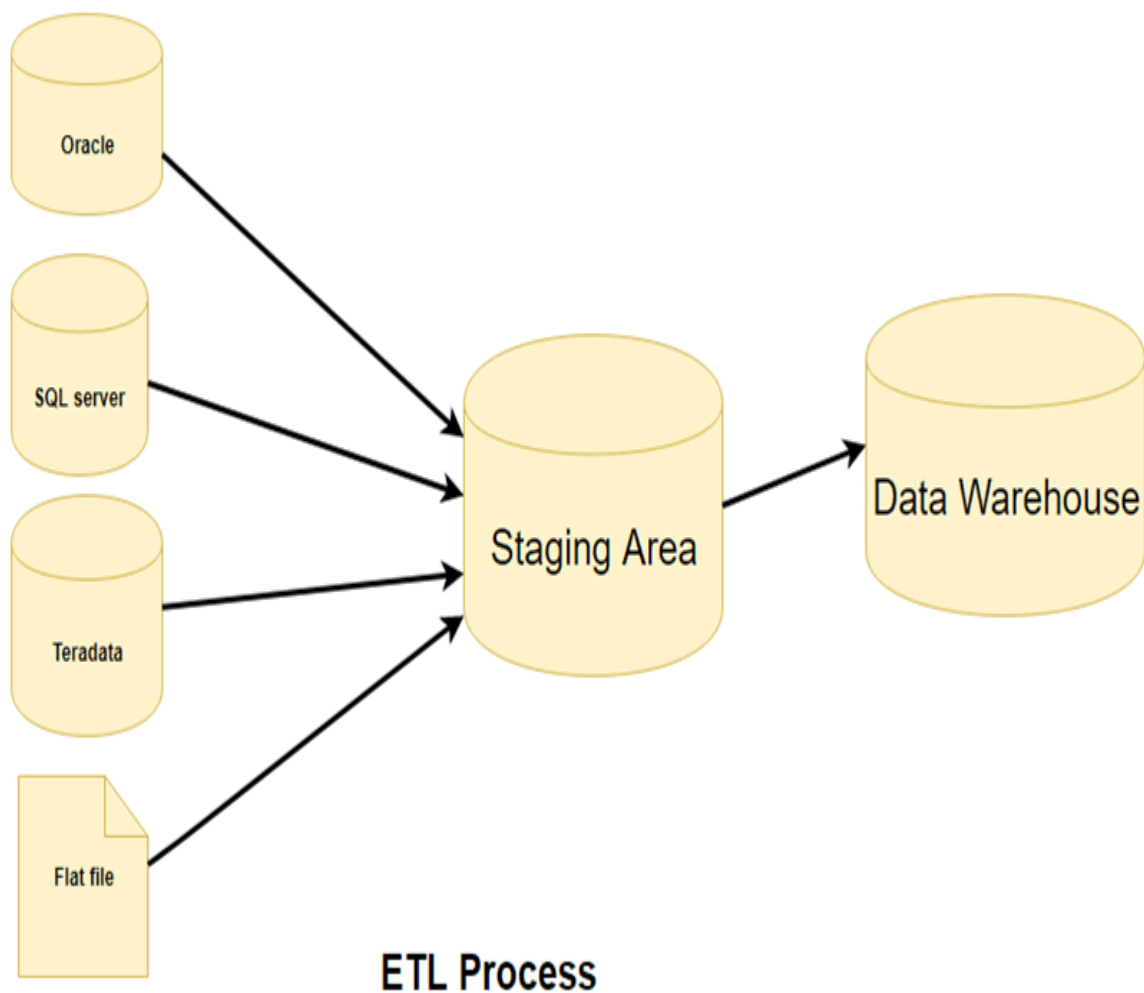 Oracle
SQL server
Teradata
Flat file
Staging Area
Data Warehouse
ETL Process